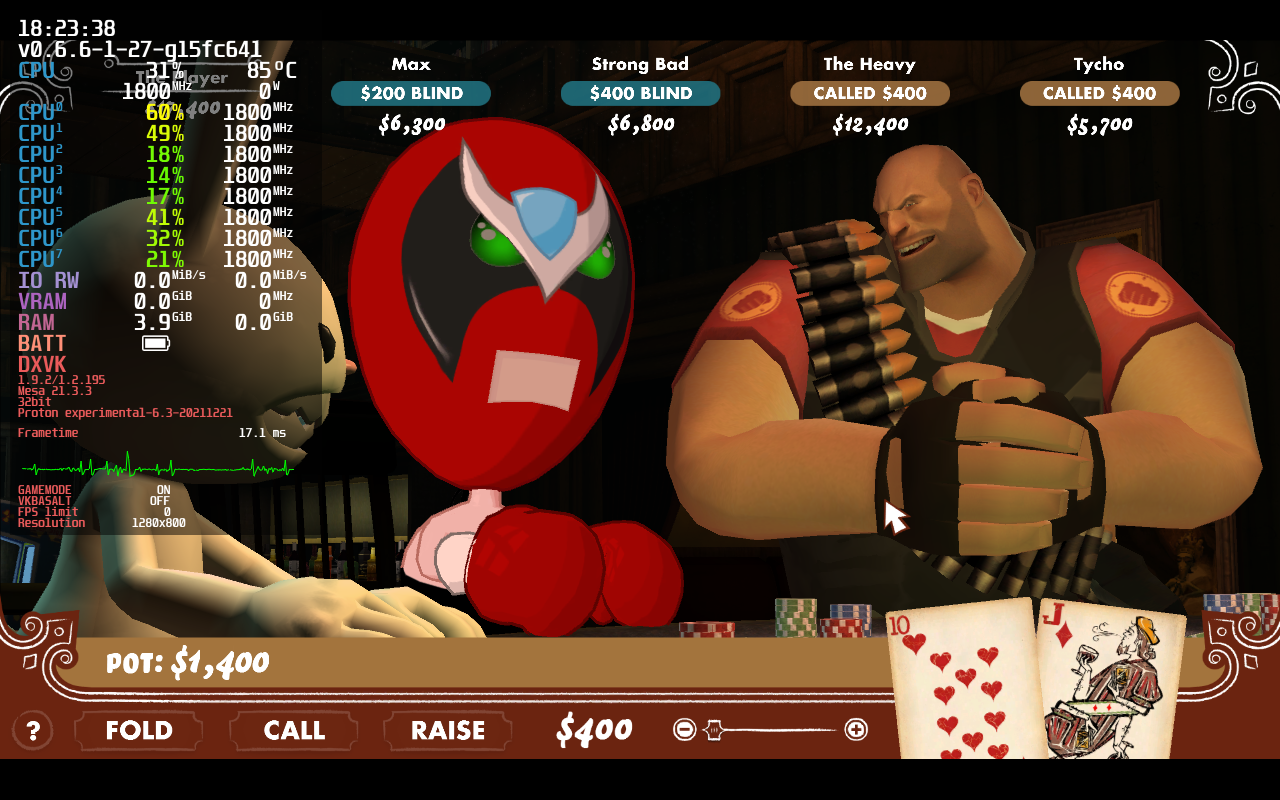 18:23:38
v0.6.6-1-27-g15fc641
CPU 31% 85°C
1800MHz 0W
CPU0 60% 1800MHz
CPU1 49% 1800MHz
CPU2 18% 1800MHz
CPU3 14% 1800MHz
CPU4 17% 1800MHz
CPU5 41% 1800MHz
CPU6 32% 1800MHz
CPU7 21% 1800MHz
IO RW 0.0MiB/s 0.0MiB/s
VRAM 0.0GiB 0MHz
RAM 3.9GiB 0.0GiB
BATT
DXVK
1.9.2/1.2.195
Mesa 21.3.3
32bit
Proton experimental-6.3-20211221
Frametime 17.1 ms
GAMEMODE ON
VKBASALT OFF
FPS limit 0
Resolution 1280x800
The Player
Max
$200 BLIND
$6,300
Strong Bad
$400 BLIND
$6,800
The Heavy
CALLED $400
$12,400
Tycho
CALLED $400
$5,700
POT: $1,400
? FOLD CALL RAISE $400
10
J